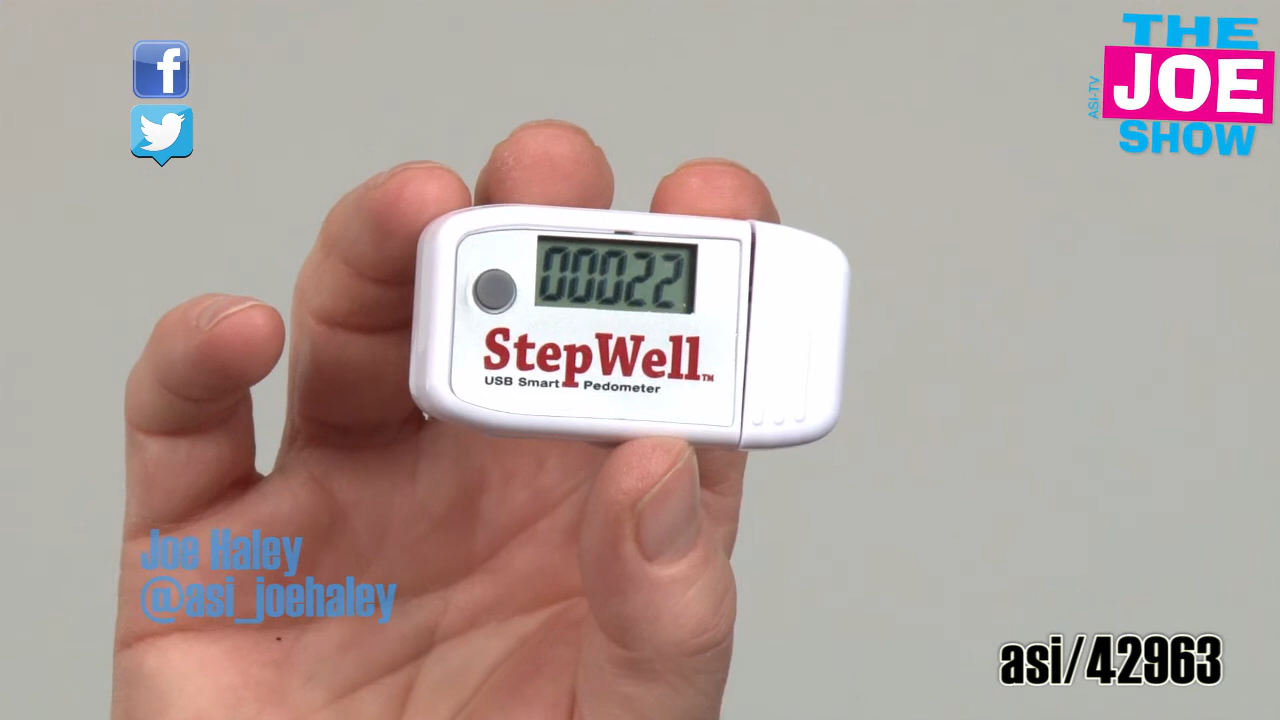 f
THE
JOE
ASI-TV
SHOW
00022
StepWell™
USB Smart Pedometer
Joe Haley
@asi_joehaley
asi/42963